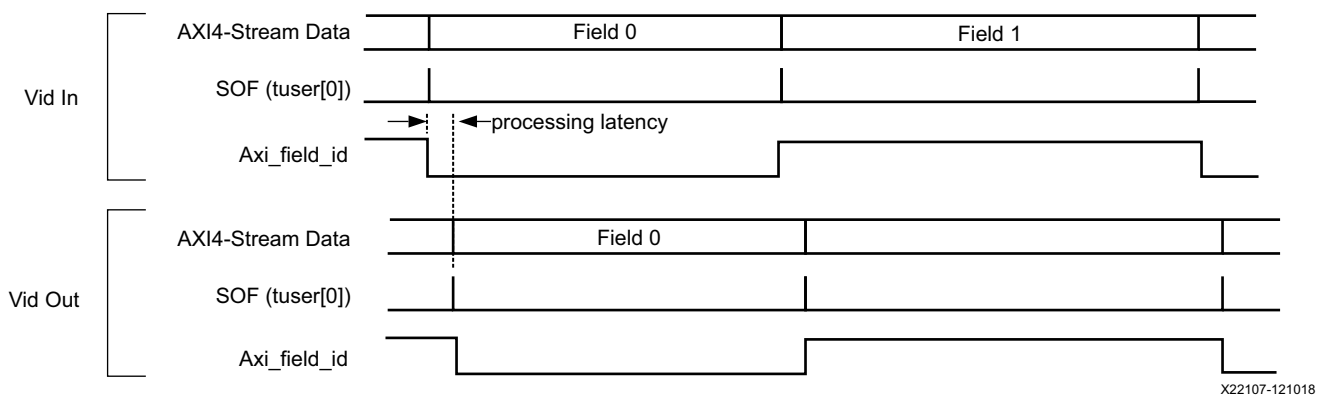 AXI4-Stream Data
Field 0
Field 1
Vid In
SOF (tuser[0])
processing latency
Axi_field_id
AXI4-Stream Data
Field 0
Vid Out
SOF (tuser[0])
Axi_field_id
X22107-121018